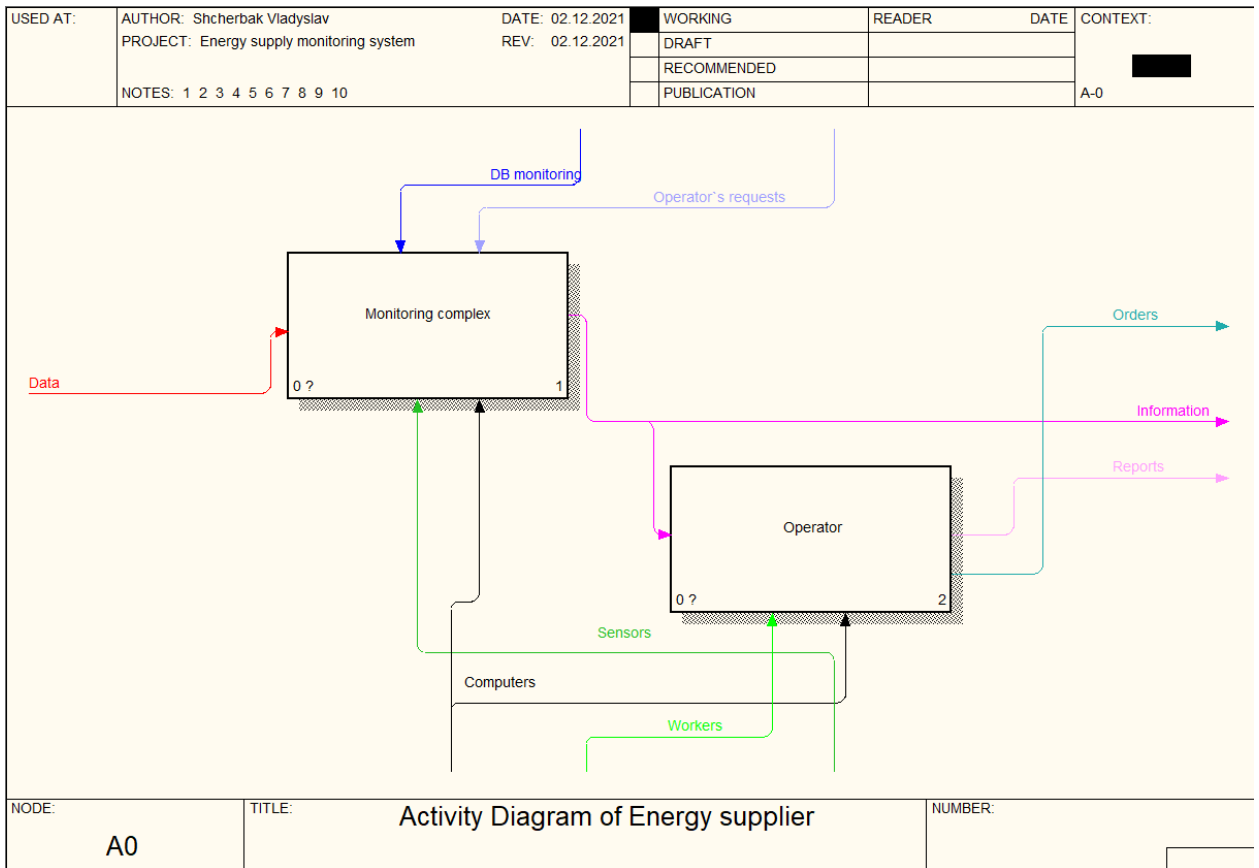 USED AT:
AUTHOR: Shcherbak Vladyslav
DATE: 02.12.2021
WORKING
READER
DATE
CONTEXT:
PROJECT: Energy supply monitoring system
REV: 02.12.2021
DRAFT
RECOMMENDED
NOTES: 1 2 3 4 5 6 7 8 9 10
PUBLICATION
A-0
DB monitoring
Operator`s requests
Monitoring complex
Orders
Data
0 ?
1
Information
Reports
Operator
0 ?
2
Sensors
Computers
Workers
NODE:
TITLE:
Activity Diagram of Energy supplier
NUMBER:
A0